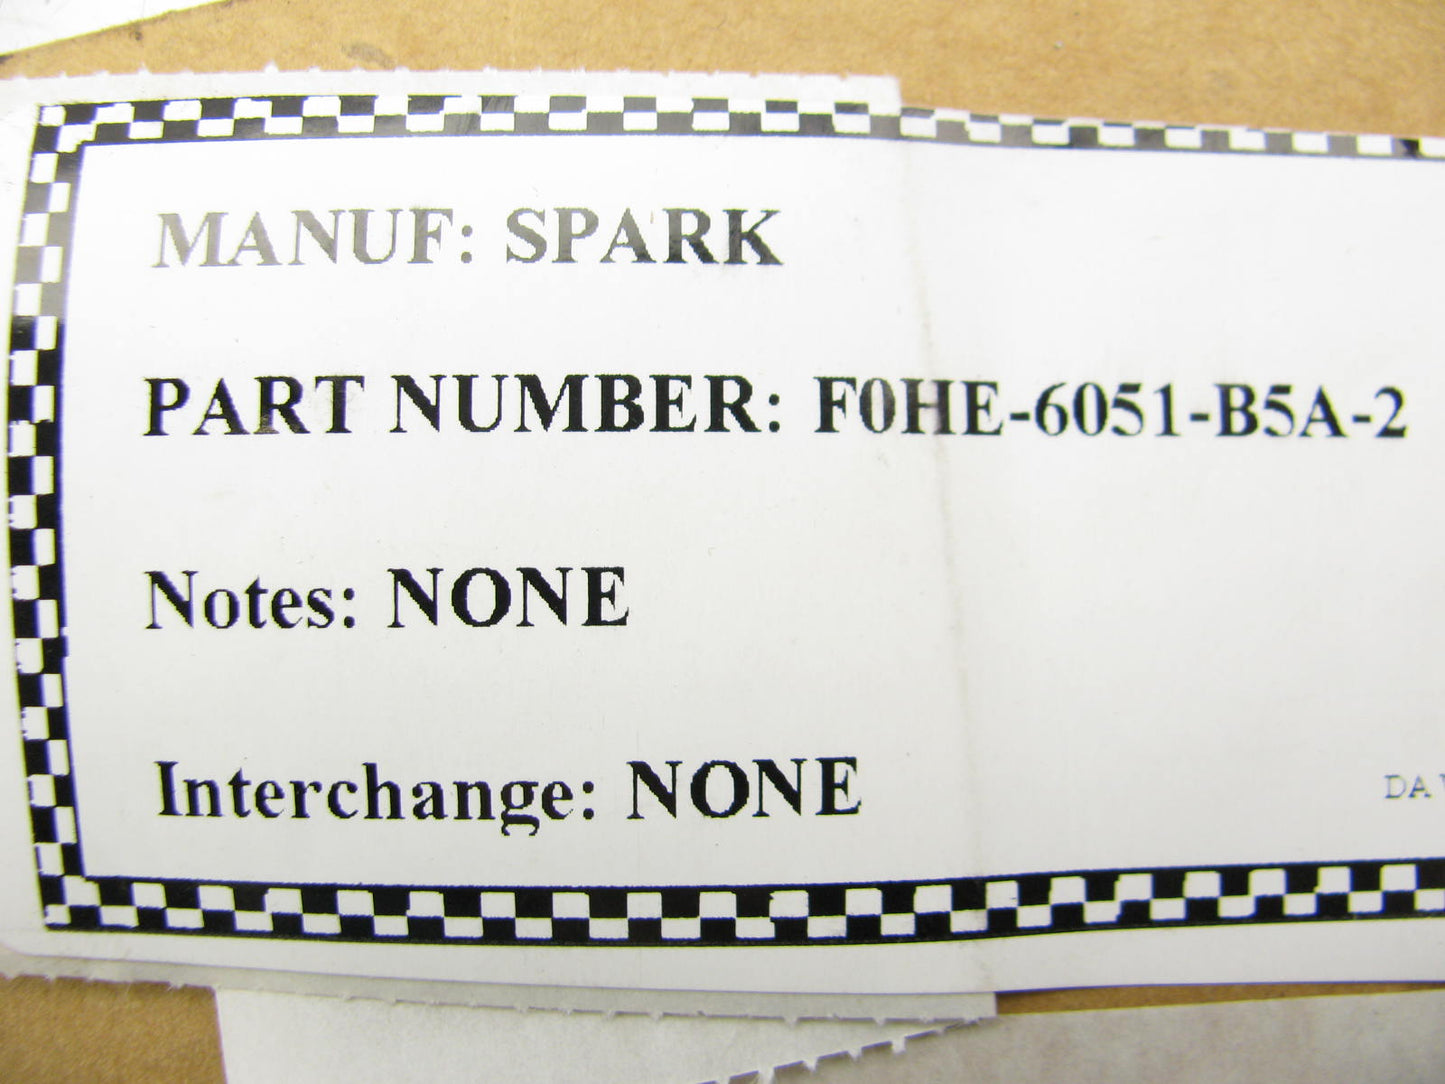 MANUF: SPARK
PART NUMBER: F0HE-6051-B5A-2
Notes: NONE
Interchange: NONE